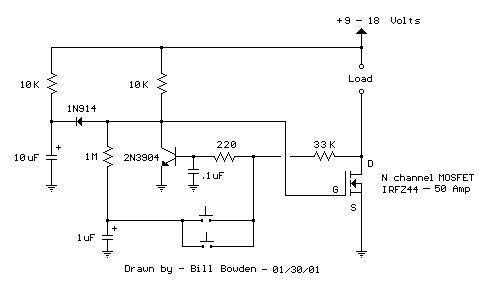 +9 - 18 Volts
Load
10K
10K
1N914
10uF
+
1M
2N3904
220
.1uF
33K
D
G
S
N channel MOSFET
IRFZ44 - 50 Amp
1uF
+
Drawn by - Bill Bowden - 01/30/01